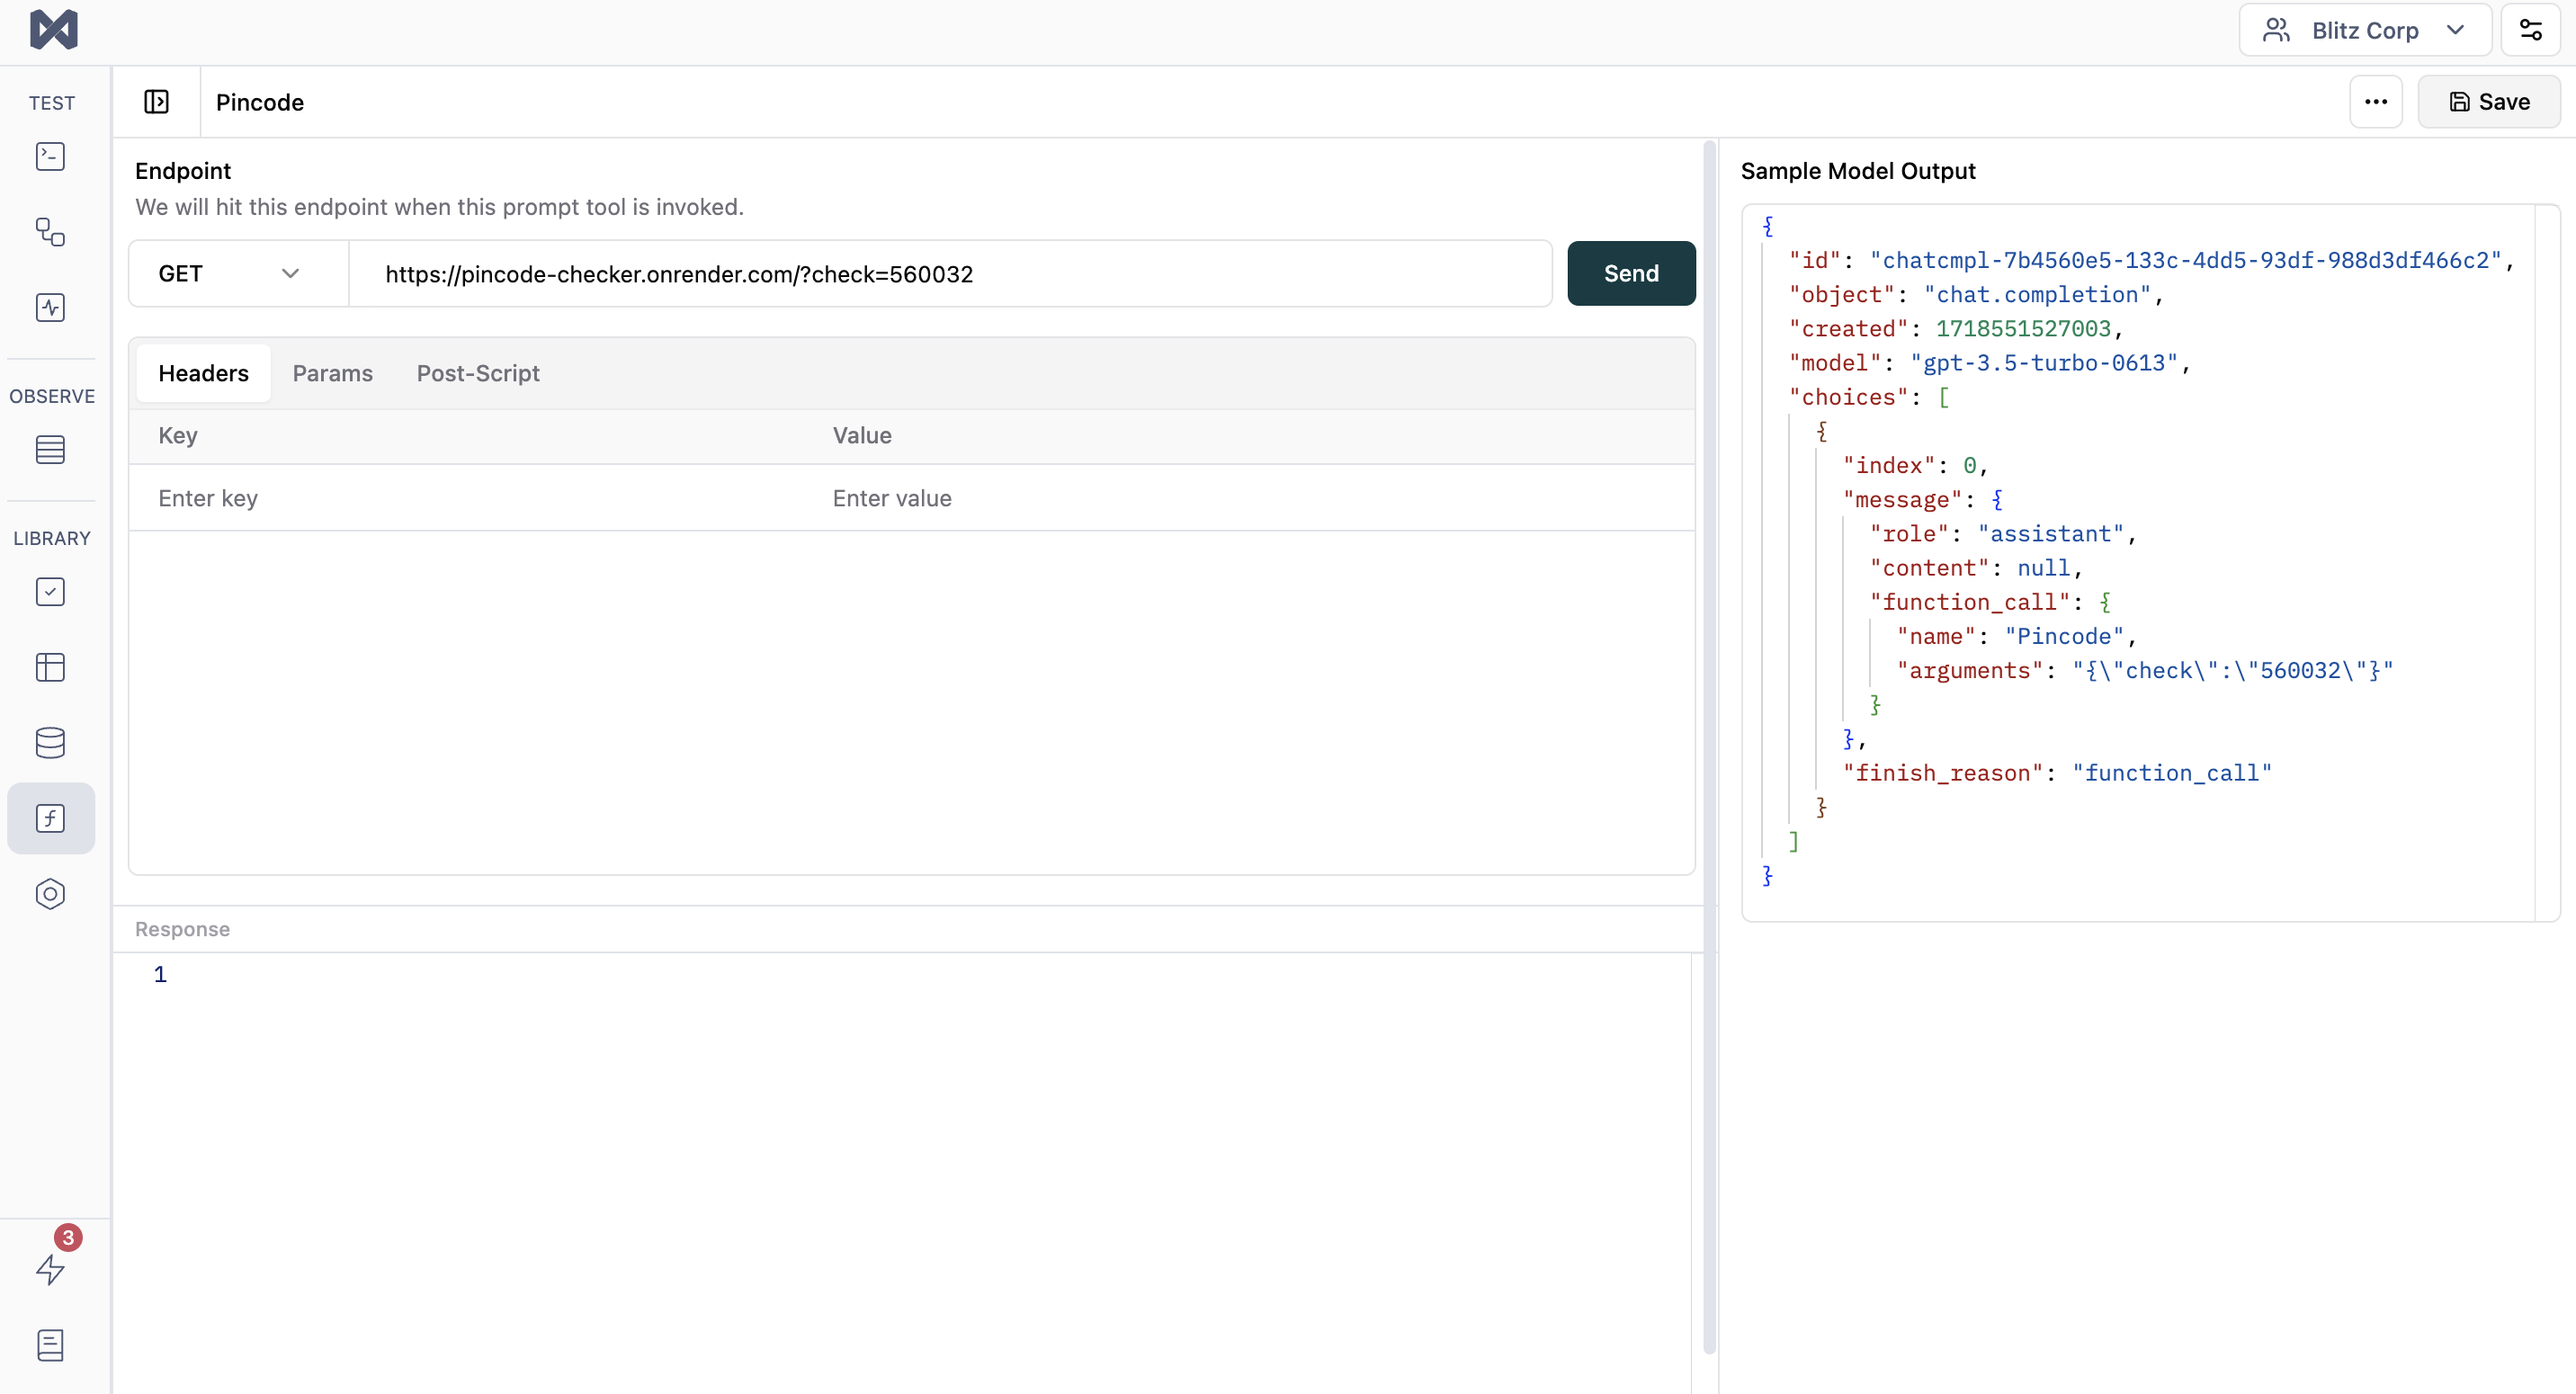 Blitz Corp
TEST
Pincode
Save
Endpoint
We will hit this endpoint when this prompt tool is invoked.
GET
https://pincode-checker.onrender.com/?check=560032
Send
Headers
Params
Post-Script
Key
Value
Enter key
Enter value
OBSERVE
LIBRARY
3
Response
1
Sample Model Output
{
"id": "chatcmpl-7b4560e5-133c-4dd5-93df-988d3df466c2",
"object": "chat.completion",
"created": 1718551527003,
"model": "gpt-3.5-turbo-0613",
"choices": [
{
"index": 0,
"message": {
"role": "assistant",
"content": null,
"function_call": {
"name": "Pincode",
"arguments": "{\"check\":\"560032\"}"
}
},
"finish_reason": "function_call"
}
]
}